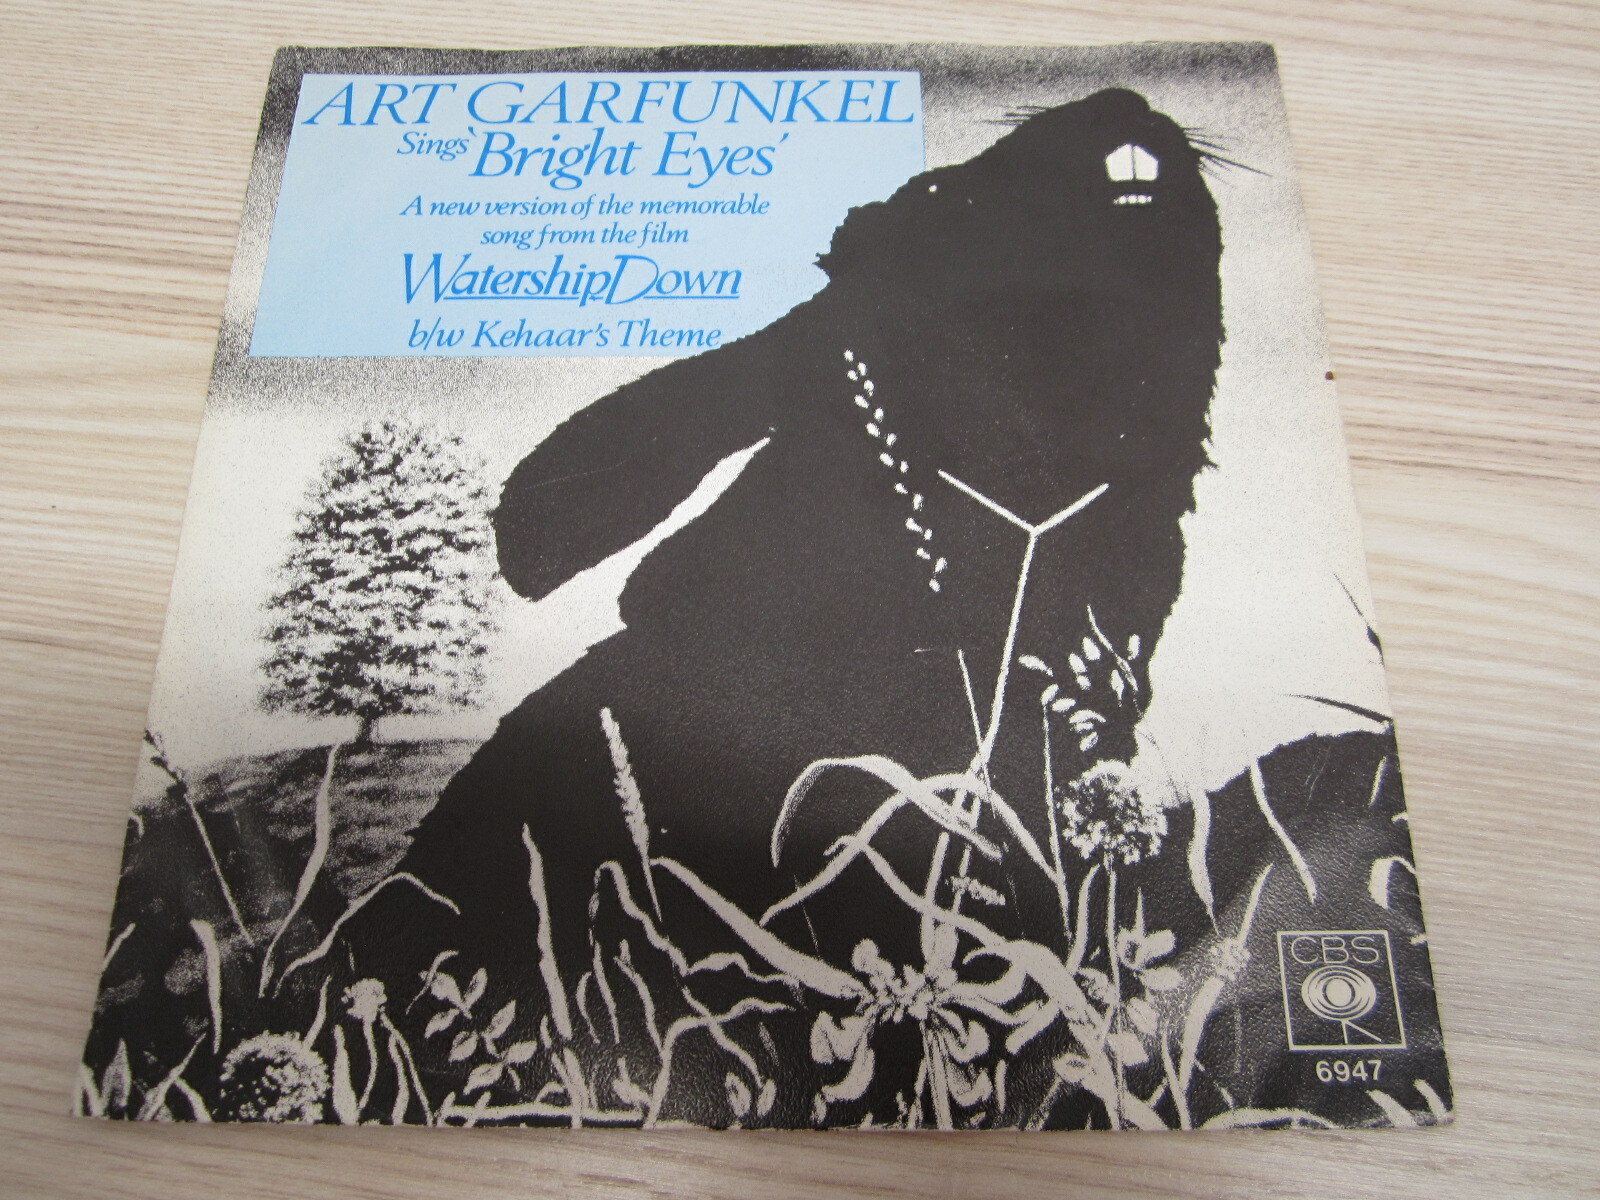 ART GARFUNKEL
Sings 'Bright Eyes'
A new version of the memorable
song from the film
Watership Down
b/w Kehaar's Theme
CBS
6947